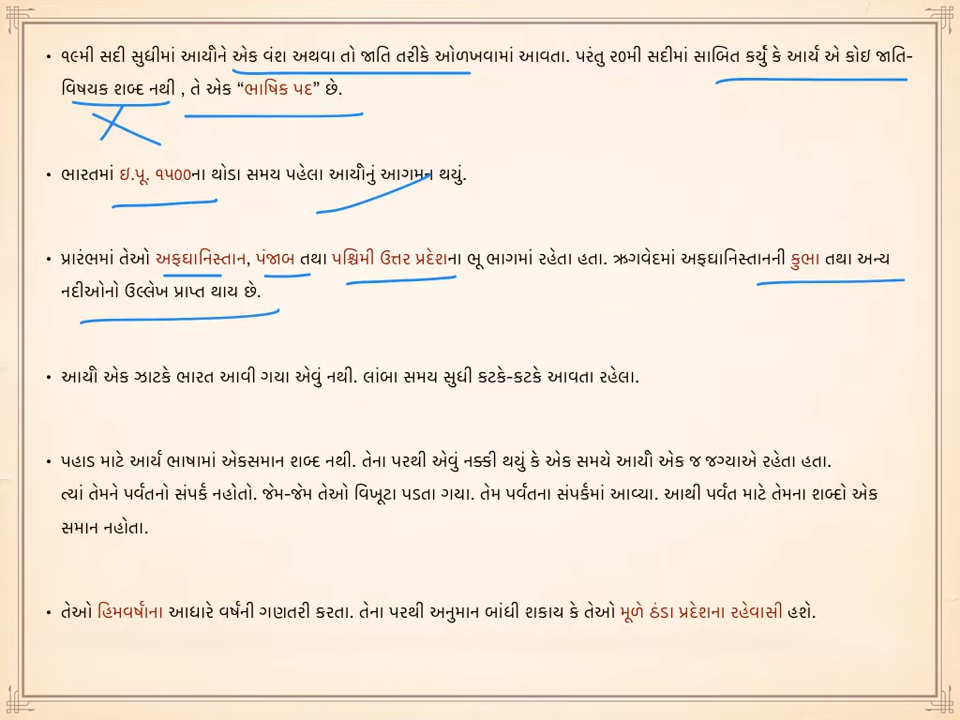 • ૧૯મી સદી સુધીમાં આર્યોને એક વંશ અથવા તો જાતિ તરીકે ઓળખવામાં આવતા. પરંતુ ૨૦મી સદીમાં સાબિત કર્યું કે આર્ય એ કોઇ જાતિ-
વિષયક શબ્દ નથી , તે એક “ભાષિક પદ” છે.
• ભારતમાં ઇ.પૂ. ૧૫૦૦ના થોડા સમય પહેલા આર્યોનું આગમન થયું.
• પ્રારંભમાં તેઓ અફઘાનિસ્તાન, પંજાબ તથા પશ્ચિમી ઉત્તર પ્રદેશના ભૂ ભાગમાં રહેતા હતા. ઋગવેદમાં અફઘાનિસ્તાનની કુભા તથા અન્ય
નદીઓનો ઉલ્લેખ પ્રાપ્ત થાય છે.
• આર્યો એક ઝાટકે ભારત આવી ગયા એવું નથી. લાંબા સમય સુધી કટકે-કટકે આવતા રહેલા.
• પહાડ માટે આર્ય ભાષામાં એકસમાન શબ્દ નથી. તેના પરથી એવું નક્કી થયું કે એક સમયે આર્યો એક જ જગ્યાએ રહેતા હતા.
ત્યાં તેમને પર્વતનો સંપર્ક નહોતો. જેમ-જેમ તેઓ વિખૂટા પડતા ગયા. તેમ પર્વતના સંપર્કમાં આવ્યા. આથી પર્વત માટે તેમના શબ્દો એક
સમાન નહોતા.
• તેઓ હિમવર્ષાના આધારે વર્ષની ગણતરી કરતા. તેના પરથી અનુમાન બાંધી શકાય કે તેઓ મૂળે ઠંડા પ્રદેશના રહેવાસી હશે.